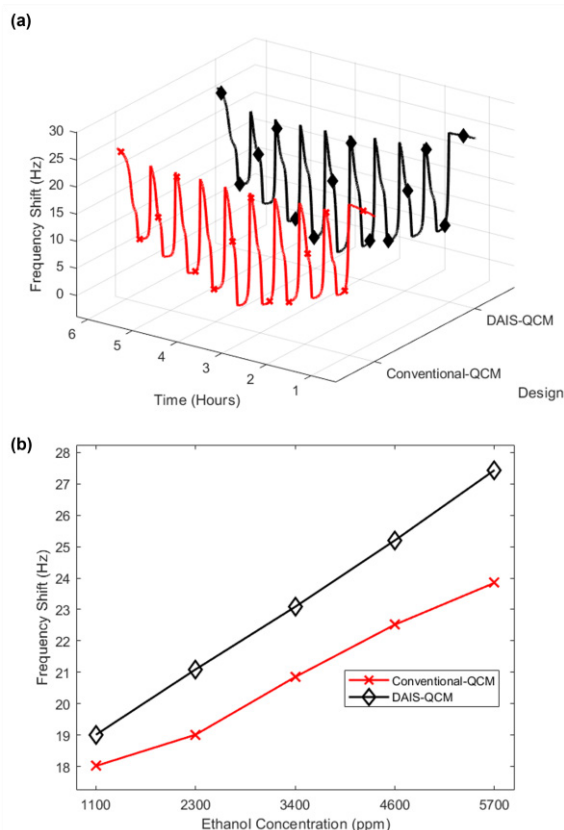 (a)
30
25
20
15
10
5
0
Frequency Shift (Hz)
6
5
4
3
2
1
Time (Hours)
DAIS-QCM
Conventional-QCM
Design
(b)
28
27
26
25
24
23
22
21
20
19
18
Frequency Shift (Hz)
Conventional-QCM
DAIS-QCM
1100 2300 3400 4600 5700
Ethanol Concentration (ppm)